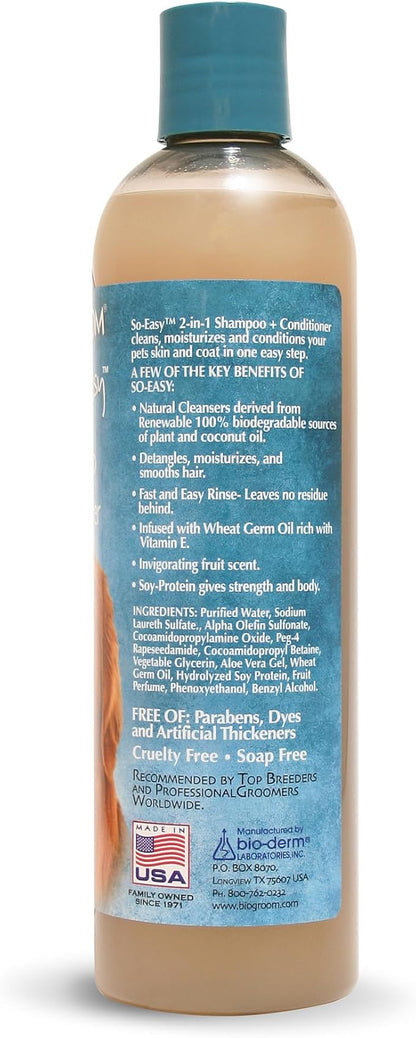 OM®
So-Easy™ 2-in-1 Shampoo + Conditioner
cleans, moisturizes and conditions your
pets skin and coat in one easy step.
A FEW OF THE KEY BENEFITS OF
SO-EASY:
• Natural Cleansers derived from
Renewable 100% biodegradable sources
of plant and coconut oil.
• Detangles, moisturizes, and
smooths hair.
• Fast and Easy Rinse- Leaves no residue
behind.
• Infused with Wheat Germ Oil rich with
Vitamin E.
• Invigorating fruit scent.
• Soy-Protein gives strength and body.
INGREDIENTS: Purified Water, Sodium
Laureth Sulfate., Alpha Olefin Sulfonate,
Cocoamidopropylamine Oxide, Peg-4
Rapeseedamide, Cocoamidopropyl Betaine,
Vegetable Glycerin, Aloe Vera Gel, Wheat
Germ Oil, Hydrolyzed Soy Protein, Fruit
Perfume, Phenoxyethanol, Benzyl Alcohol.
FREE OF: Parabens, Dyes
and Artificial Thickeners
Cruelty Free • Soap Free
Recommended by Top Breeders
and Professional Groomers
Worldwide.
MADE IN
USA
FAMILY OWNED
SINCE 1971
Manufactured by
bio-derm®
LABORATORIES, INC.
P.O. BOX 8070,
Longview TX 75607 USA
Ph. 800-762-0232
www.biogroom.com